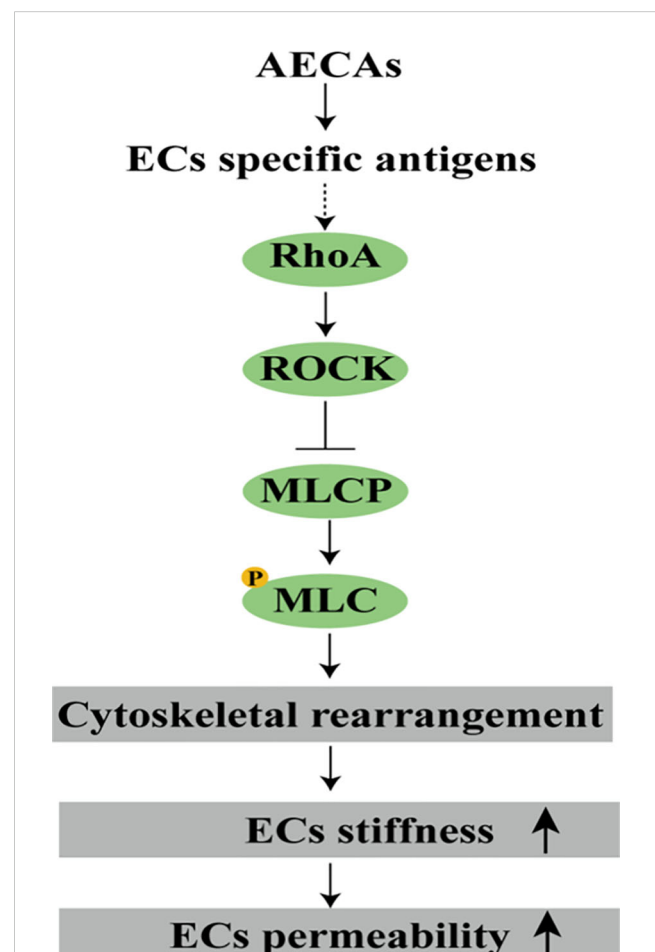 AECAs
ECs specific antigens
RhoA
ROCK
MLCP
P
MLC
Cytoskeletal rearrangement
ECs stiffness
ECs permeability